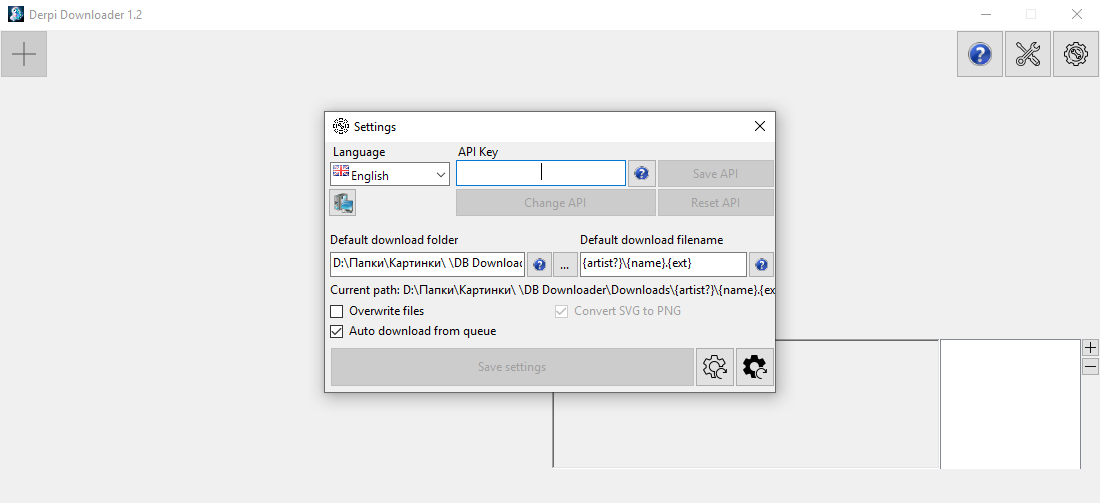 Derpi Downloader 1.2
Settings
Language API Key
English Save API
Change API Reset API
Default download folder Default download filename
D:\Папки\Картинки\ \DB Downloac ... {artist?}\{name}.{ext}
Current path: D:\Папки\Картинки\ \DB Downloader\Downloads\{artist?}\{name}.{ex
Overwrite files Convert SVG to PNG
Auto download from queue
Save settings